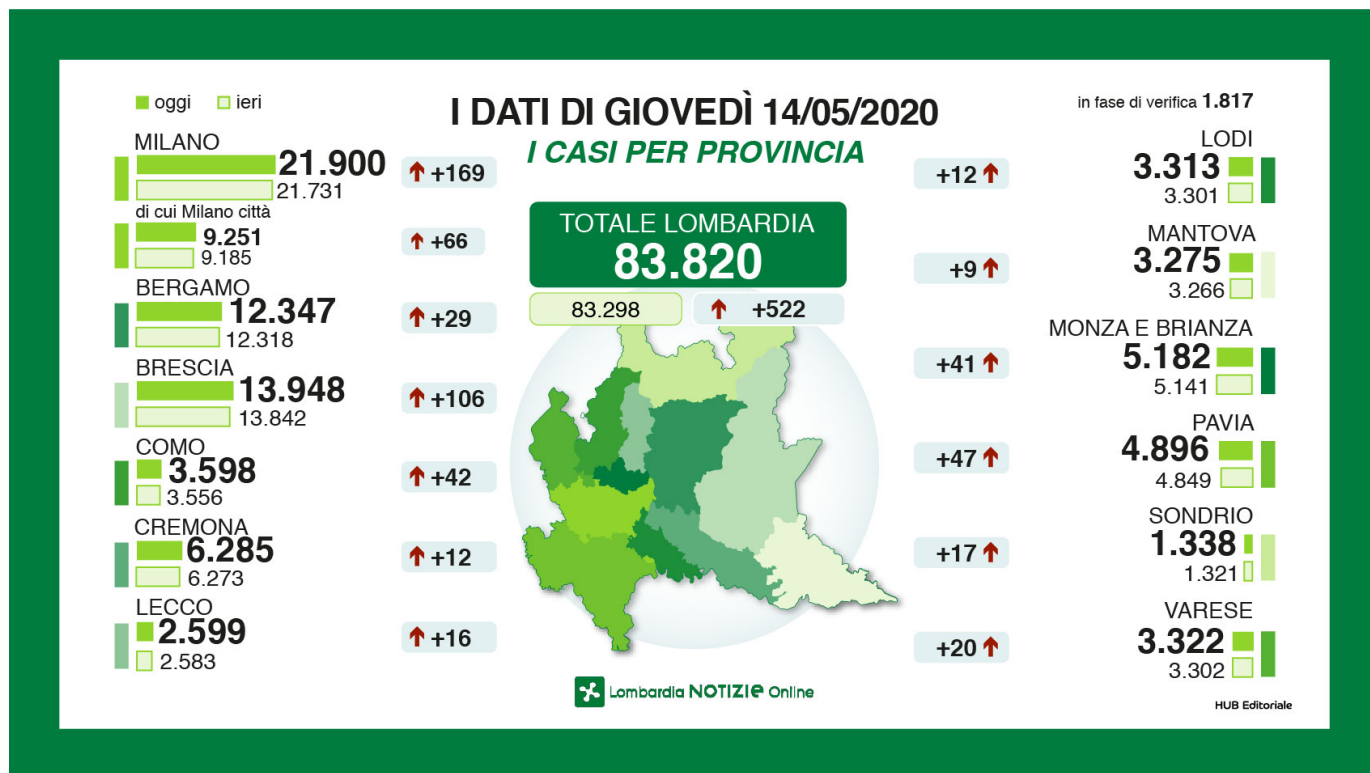 oggi ieri
I DATI DI GIOVEDÌ 14/05/2020
I CASI PER PROVINCIA
in fase di verifica 1.817
MILANO
21.900
21.731
+169
di cui Milano città
9.251
9.185
+66
BERGAMO
12.347
12.318
+29
BRESCIA
13.948
13.842
+106
COMO
3.598
3.556
+42
CREMONA
6.285
6.273
+12
LECCO
2.599
2.583
+16
TOTALE LOMBARDIA
83.820
83.298
+522
LODI
3.313
3.301
+12
MANTOVA
3.275
3.266
+9
MONZA E BRIANZA
5.182
5.141
+41
PAVIA
4.896
4.849
+47
SONDRIO
1.338
1.321
+17
VARESE
3.322
3.302
+20
Lombardia NOTIZIe Online
HUB Editoriale